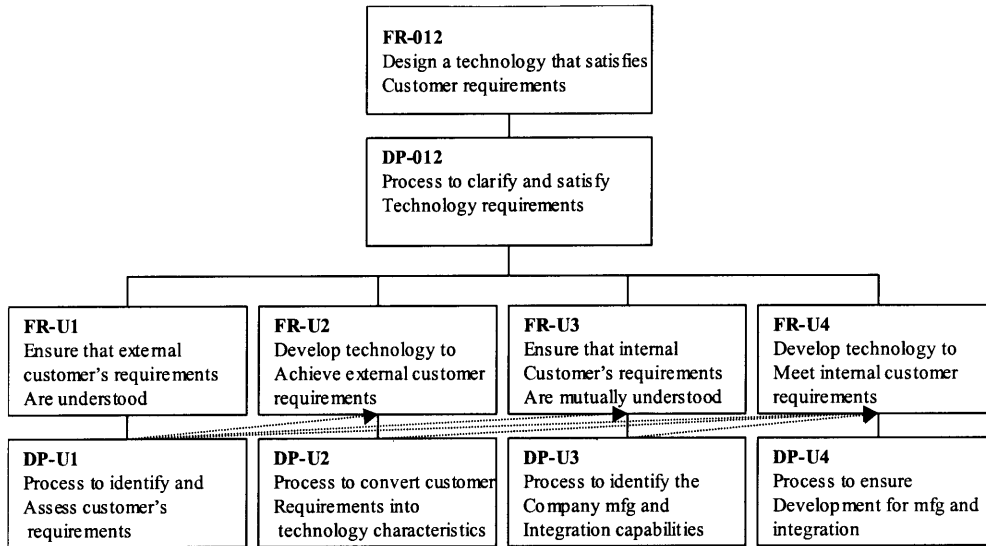 FR-012
Design a technology that satisfies
Customer requirements
DP-012
Process to clarify and satisfy
Technology requirements
FR-U1
Ensure that external
customer's requirements
Are understood
FR-U2
Develop technology to
Achieve external customer
requirements
FR-U3
Ensure that internal
Customer's requirements
Are mutually understood
FR-U4
Develop technology to
Meet internal customer
requirements
DP-U1
Process to identify and
Assess customer's
requirements
DP-U2
Process to convert customer
Requirements into
technology characteristics
DP-U3
Process to identify the
Company mfg and
Integration capabilities
DP-U4
Process to ensure
Development for mfg and
integration